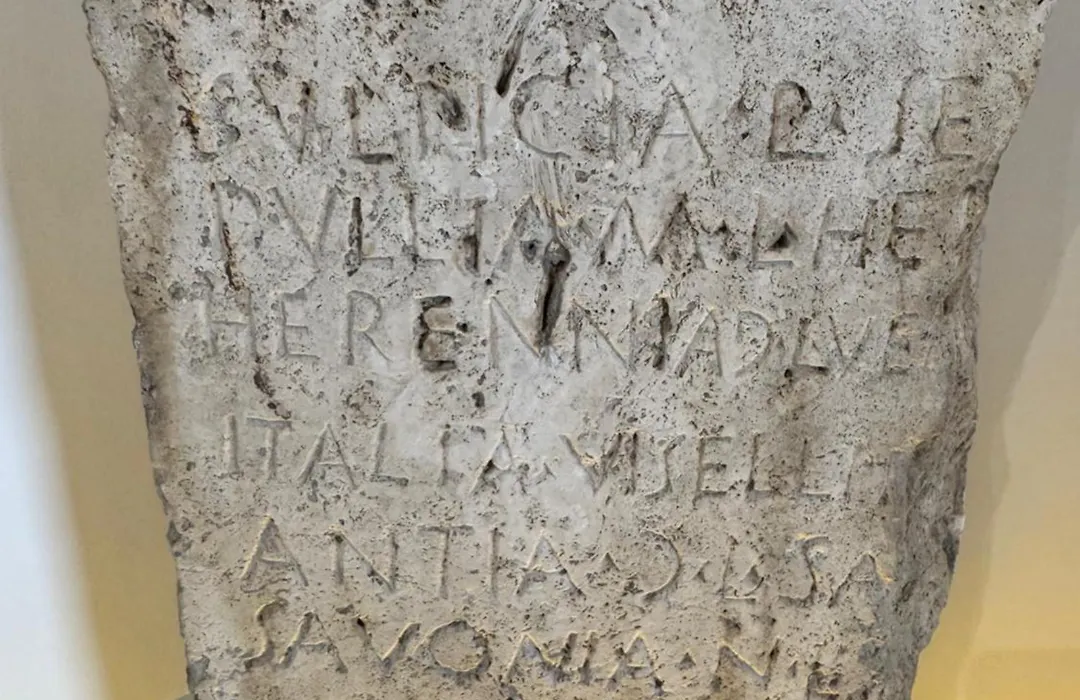 SVLPICIA · L · SE
PVLLIA · M · L · HE
HERENNIA Ɔ L VE
ITALIA · VISELLI
ANTIA · Ɔ · L · SA
SAVONIA · N · L